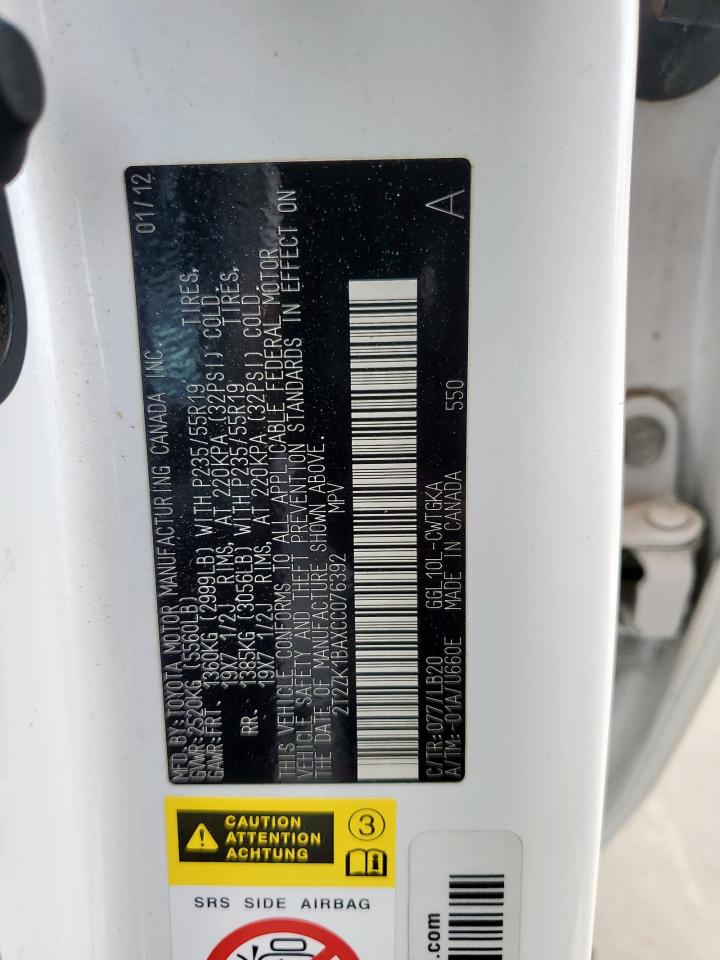 MFD.BY:TOYOTA MOTOR MANUFACTURING CANADA INC. 01/12
GVWR:2520KG (5560LB)
GAWR:FRT. 1360KG (2999LB) WITH P235/55R19 TIRES,
19X7 1/2J RIMS, AT 220KPA (32PSI) COLD.
RR. 1385KG (3056LB) WITH P235/55R19 TIRES,
19X7 1/2J RIMS, AT 220KPA (32PSI) COLD.
THIS VEHICLE CONFORMS TO ALL APPLICABLE FEDERAL MOTOR
VEHICLE SAFETY AND THEFT PREVENTION STANDARDS IN EFFECT ON
THE DATE OF MANUFACTURE SHOWN ABOVE.
2T2ZK1BAXCC076392 MPV
C/TR:077/LB20 GGL10L-CWTGKA
A/TM:-01A/U660E MADE IN CANADA 550 A
CAUTION
ATTENTION
ACHTUNG
3
SRS SIDE AIRBAG
.com